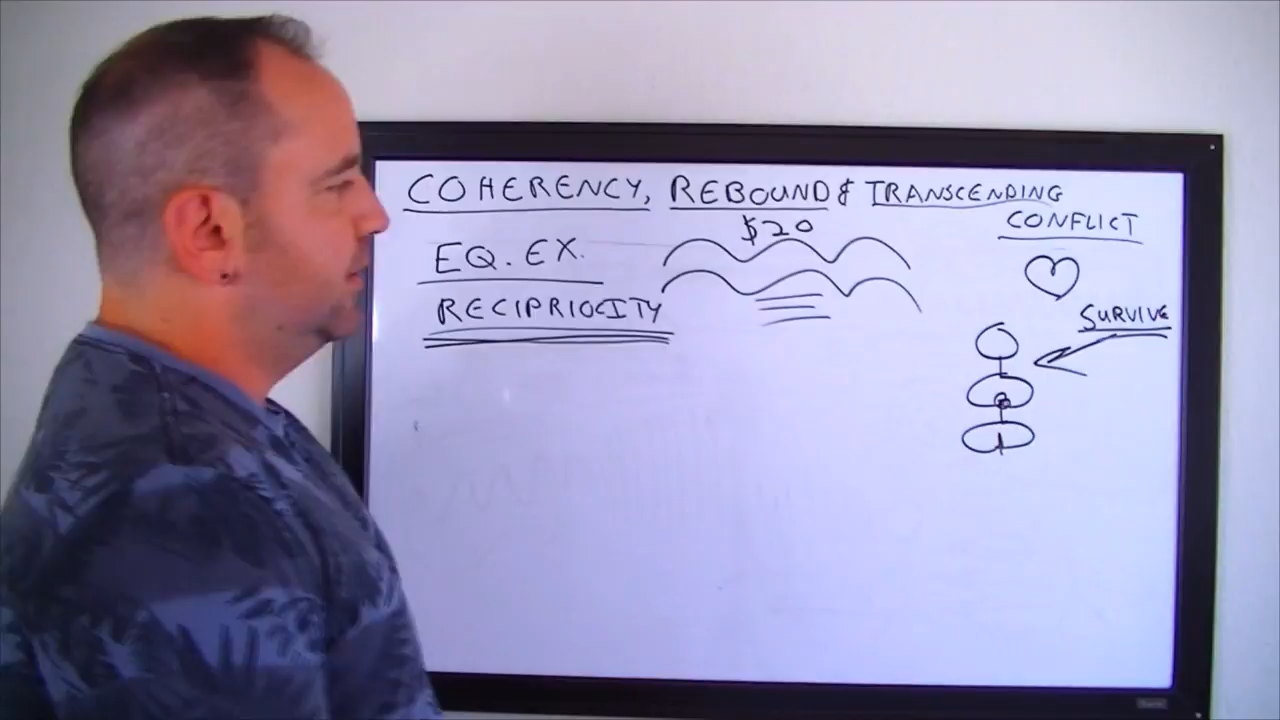 COHERENCY, REBOUND & TRANSCENDING
CONFLICT
$20
EQ. EX.
RECIPRIOCITY
SURVIVE